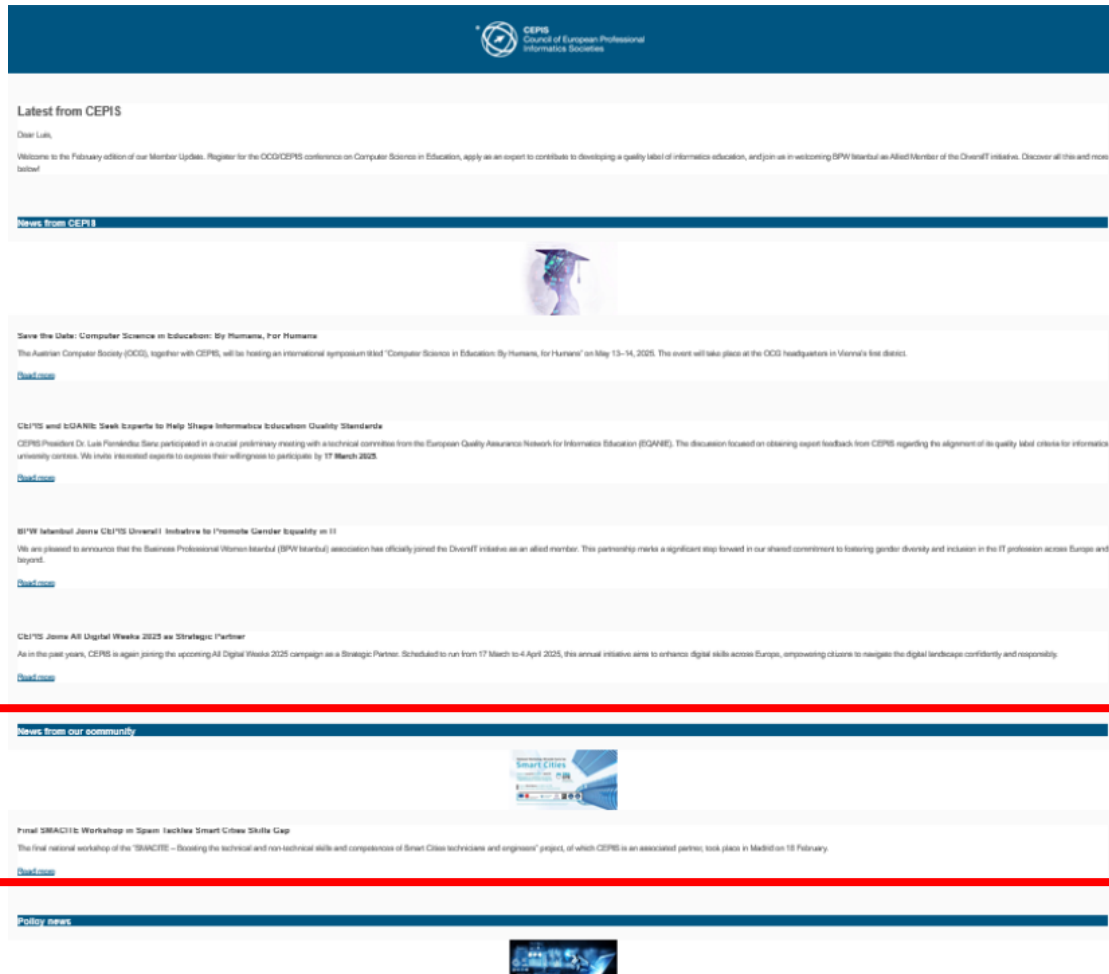 CEPIS
Council of European Professional
Informatics Societies
Latest from CEPIS
Dear Luis,
Welcome to the February edition of our Member Update. Register for the OCG/CEPIS conference on Computer Science in Education, apply as an expert to contribute to developing a quality label of informatics education, and join us in welcoming BPW Istanbul as Allied Member of the DiversIT initiative. Discover all this and more
below!
News from CEPIS
Save the Date: Computer Science in Education: By Humans, For Humans
The Austrian Computer Society (OCG), together with CEPIS, will be hosting an international symposium titled "Computer Science in Education: By Humans, for Humans" on May 13–14, 2025. The event will take place at the OCG headquarters in Vienna's first district.
Read more
CEPIS and EQANIE Seek Experts to Help Shape Informatics Education Quality Standards
CEPIS President Dr. Luis Fernández Sanz participated in a crucial preliminary meeting with a technical committee from the European Quality Assurance Network for Informatics Education (EQANIE). The discussion focused on obtaining expert feedback from CEPIS regarding the alignment of its quality label criteria for informatics
university centres. We invite interested experts to express their willingness to participate by 17 March 2025.
Read more
BPW Istanbul Joins CEPIS DiversIT Initiative to Promote Gender Equality in IT
We are pleased to announce that the Business Professional Women Istanbul (BPW Istanbul) association has officially joined the DiversIT initiative as an allied member. This partnership marks a significant step forward in our shared commitment to fostering gender diversity and inclusion in the IT profession across Europe and
beyond.
Read more
CEPIS Joins All Digital Weeks 2025 as Strategic Partner
As in the past years, CEPIS is again joining the upcoming All Digital Weeks 2025 campaign as a Strategic Partner. Scheduled to run from 17 March to 4 April 2025, this annual initiative aims to enhance digital skills across Europe, empowering citizens to navigate the digital landscape confidently and responsibly.
Read more
News from our community
Smart Cities
Final SMACITE Workshop in Spain Tackles Smart Cities Skills Gap
The final national workshop of the "SMACITE – Boosting the technical and non-technical skills and competences of Smart Cities technicians and engineers" project, of which CEPIS is an associated partner, took place in Madrid on 18 February.
Read more
Policy news